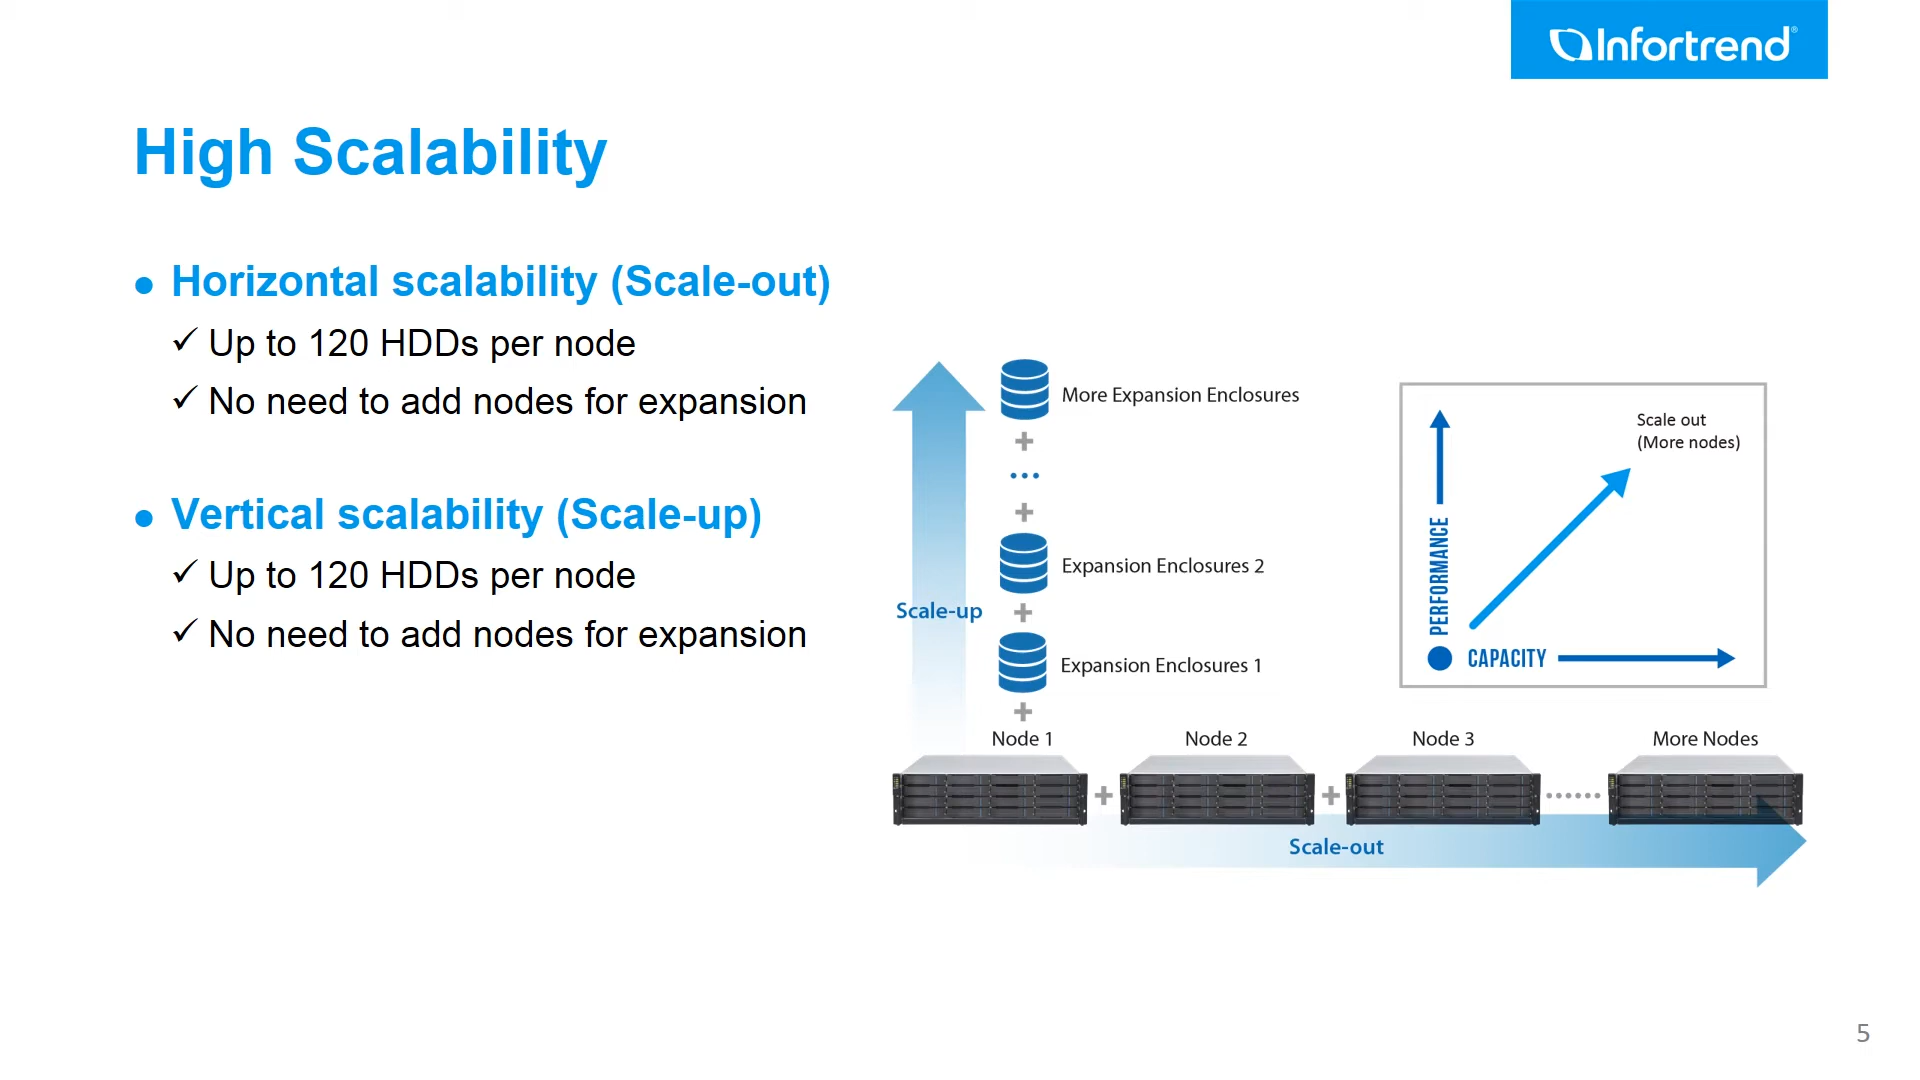 Infortrend®
High Scalability
● Horizontal scalability (Scale-out)
✓ Up to 120 HDDs per node
✓ No need to add nodes for expansion
● Vertical scalability (Scale-up)
✓ Up to 120 HDDs per node
✓ No need to add nodes for expansion
More Expansion Enclosures
+
...
+
Expansion Enclosures 2
Scale-up
+
Expansion Enclosures 1
+
Node 1
Node 2
Node 3
More Nodes
+
+
......
Scale-out
Scale out
(More nodes)
PERFORMANCE
CAPACITY
5